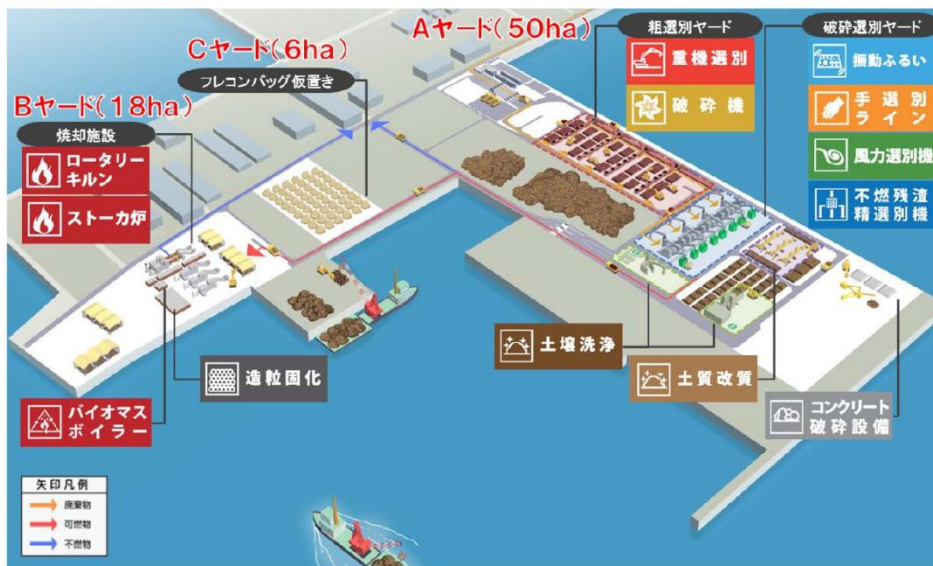 Aヤード(50ha)
粗選別ヤード
重機選別
破砕機
破砕選別ヤード
振動ふるい
手選別
ライン
風力選別機
不燃残渣
精選別機
Cヤード(6ha)
フレコンバッグ仮置き
Bヤード(18ha)
焼却施設
ロータリー
キルン
ストーカ炉
土壌洗浄
土質改質
コンクリート
破砕設備
造粒固化
バイオマス
ボイラー
矢印凡例
廃棄物
可燃物
不燃物